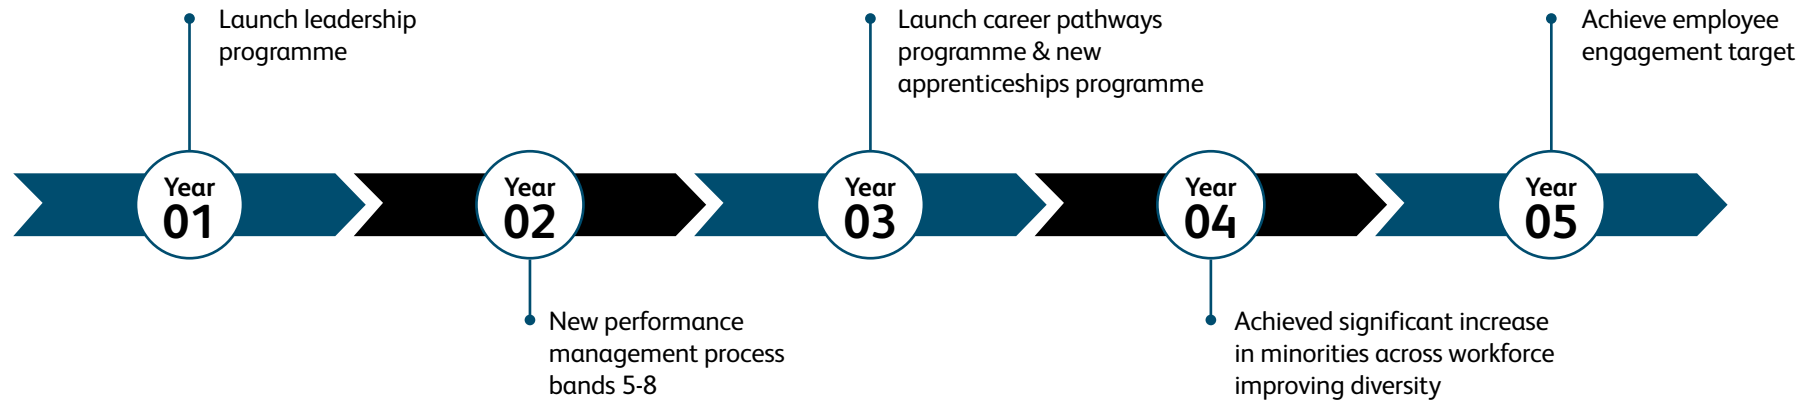 Launch leadership
programme
Launch career pathways
programme & new
apprenticeships programme
Achieve employee
engagement target
Year
01
Year
02
Year
03
Year
04
Year
05
New performance
management process
bands 5-8
Achieved significant increase
in minorities across workforce
improving diversity